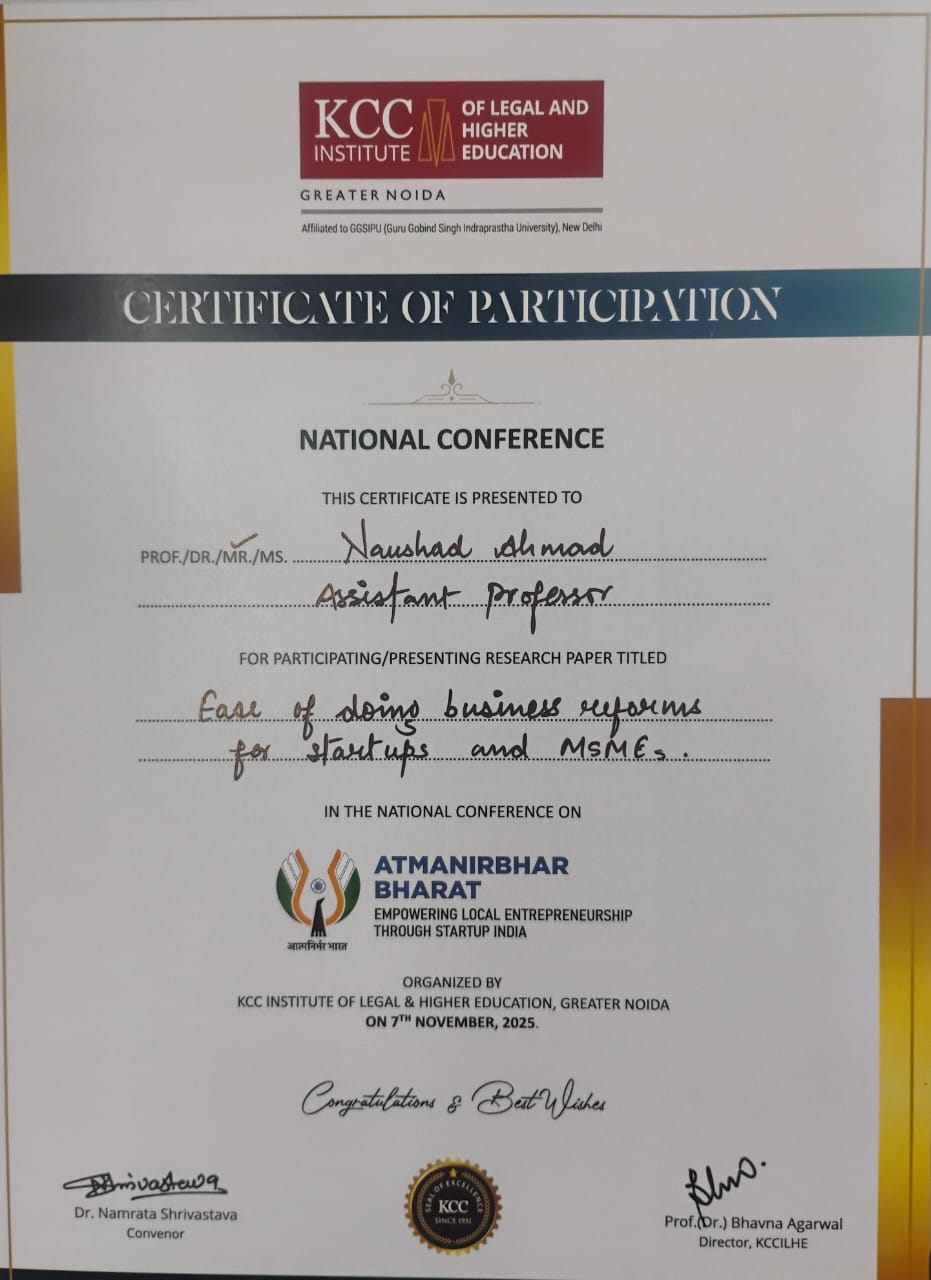 KCC
INSTITUTE
OF LEGAL AND
HIGHER
EDUCATION
GREATER NOIDA
Affiliated to GGSIPU (Guru Gobind Singh Indraprastha University), New Delhi
CERTIFICATE OF PARTICIPATION
NATIONAL CONFERENCE
THIS CERTIFICATE IS PRESENTED TO
PROF./DR./MR./MS. Naushad Ahmad
Assistant Professor
FOR PARTICIPATING/PRESENTING RESEARCH PAPER TITLED
Ease of doing business reforms
for startups and MSMEs.
IN THE NATIONAL CONFERENCE ON
ATMANIRBHAR
BHARAT
EMPOWERING LOCAL ENTREPRENEURSHIP
THROUGH STARTUP INDIA
आत्मनिर्भर भारत
ORGANIZED BY
KCC INSTITUTE OF LEGAL & HIGHER EDUCATION, GREATER NOIDA
ON 7TH NOVEMBER, 2025.
Congratulations & Best Wishes
Shrivastava
Dr. Namrata Shrivastava
Convenor
SEAL OF EXCELLENCE
KCC
SINCE 1951
Prof.(Dr.) Bhavna Agarwal
Director, KCCILHE